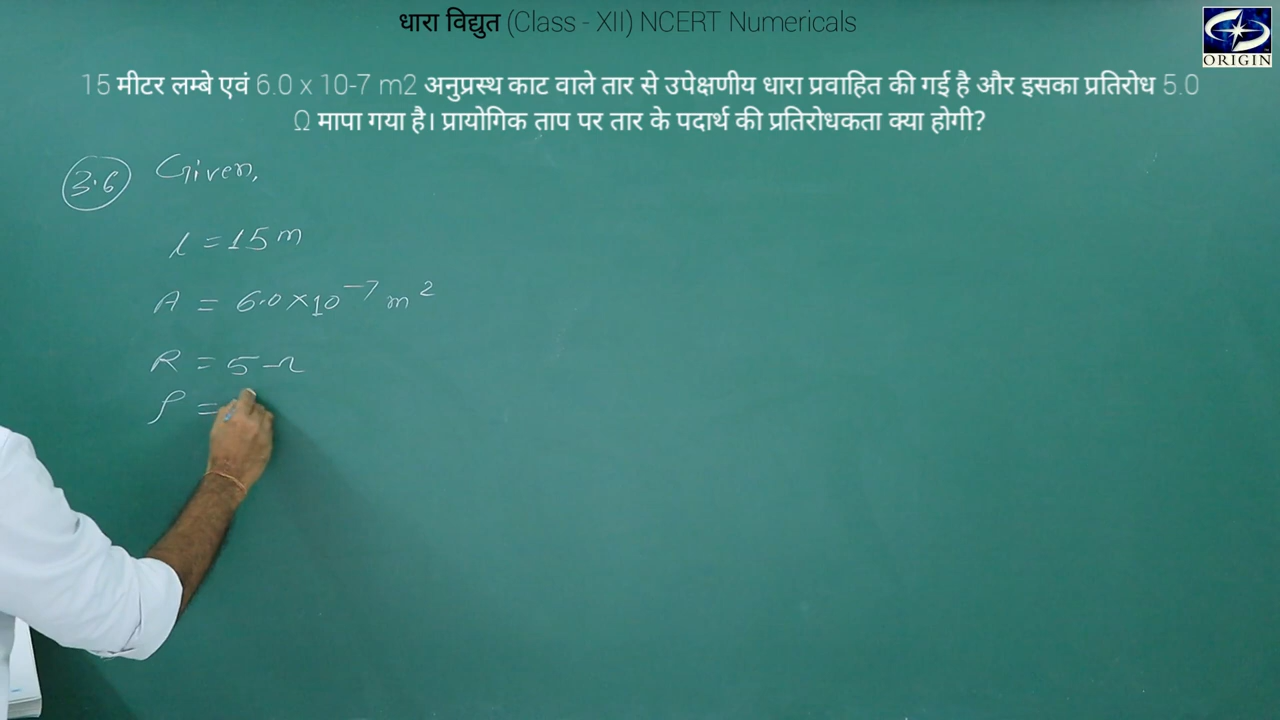 धारा विद्युत (Class - XII) NCERT Numericals
ORIGIN
15 मीटर लम्बे एवं 6.0 x 10-7 m2 अनुप्रस्थ काट वाले तार से उपेक्षणीय धारा प्रवाहित की गई है और इसका प्रतिरोध 5.0
Ω मापा गया है। प्रायोगिक ताप पर तार के पदार्थ की प्रतिरोधकता क्या होगी?
3.6 Given,
l = 15 m
A = 6.0 × 10⁻⁷ m²
R = 5 Ω
ρ =